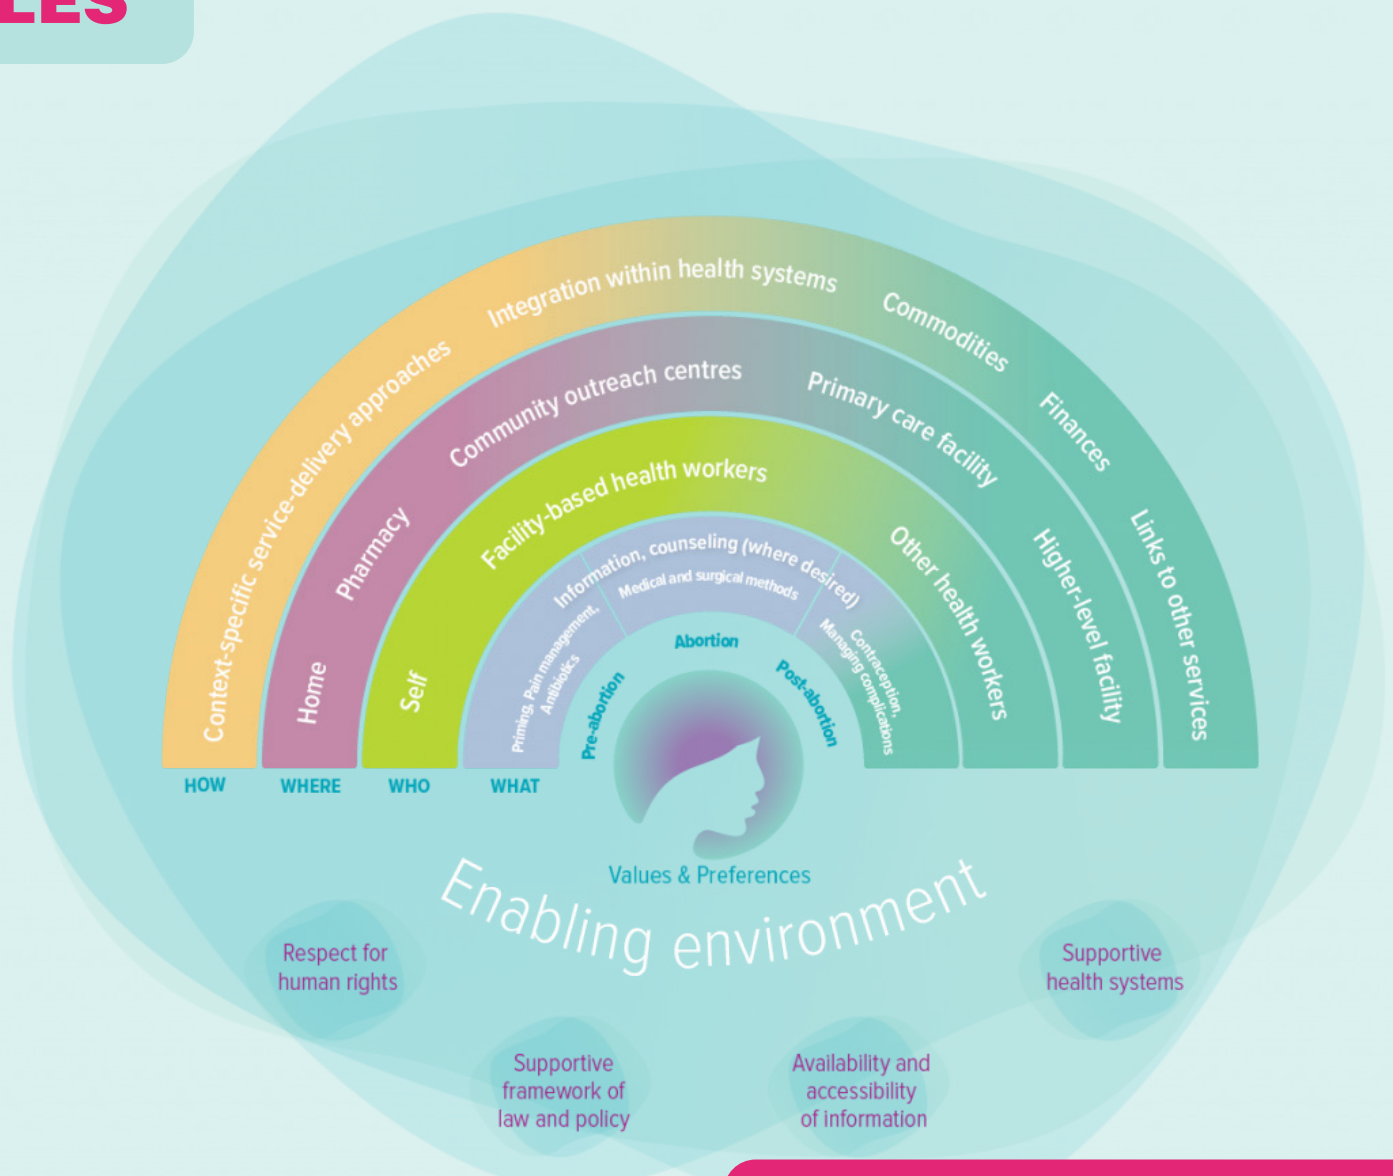 LES
Context-specific service-delivery approaches
Integration within health systems
Commodities
Finances
Links to other services
Home
Pharmacy
Community outreach centres
Primary care facility
Higher-level facility
Self
Facility-based health workers
Other health workers
Information, counseling (where desired)
Priming, Pain management,
Antibiotics
Medical and surgical methods
Contraception,
Managing complications
Pre-abortion
Abortion
Post-abortion
HOW
WHERE
WHO
WHAT
Values & Preferences
Enabling environment
Respect for
human rights
Supportive
framework of
law and policy
Availability and
accessibility
of information
Supportive
health systems